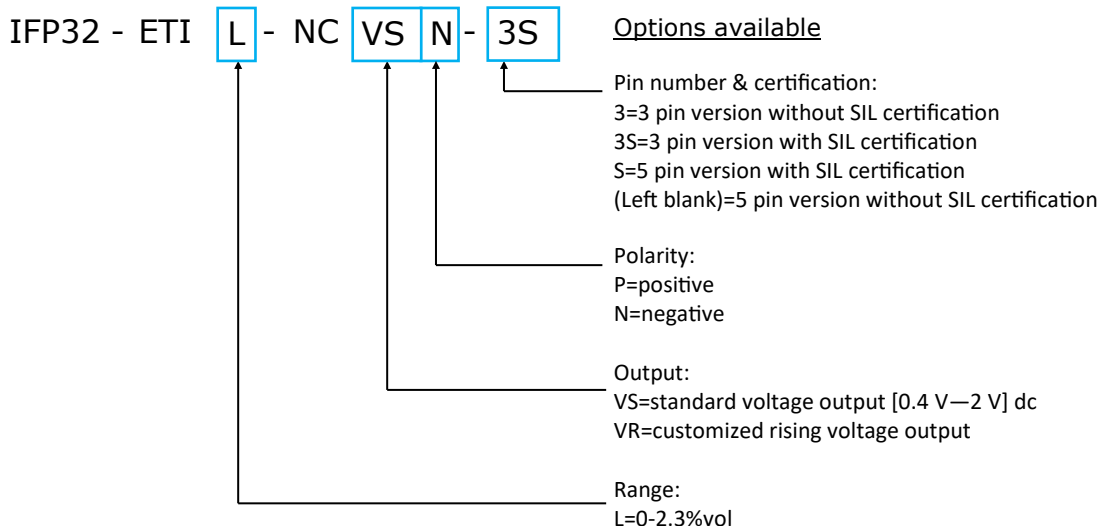 IFP32 - ETI L - NC VS N - 3S
Options available
Pin number & certification:
3=3 pin version without SIL certification
3S=3 pin version with SIL certification
S=5 pin version with SIL certification
(Left blank)=5 pin version without SIL certification
Polarity:
P=positive
N=negative
Output:
VS=standard voltage output [0.4 V—2 V] dc
VR=customized rising voltage output
Range:
L=0-2.3%vol